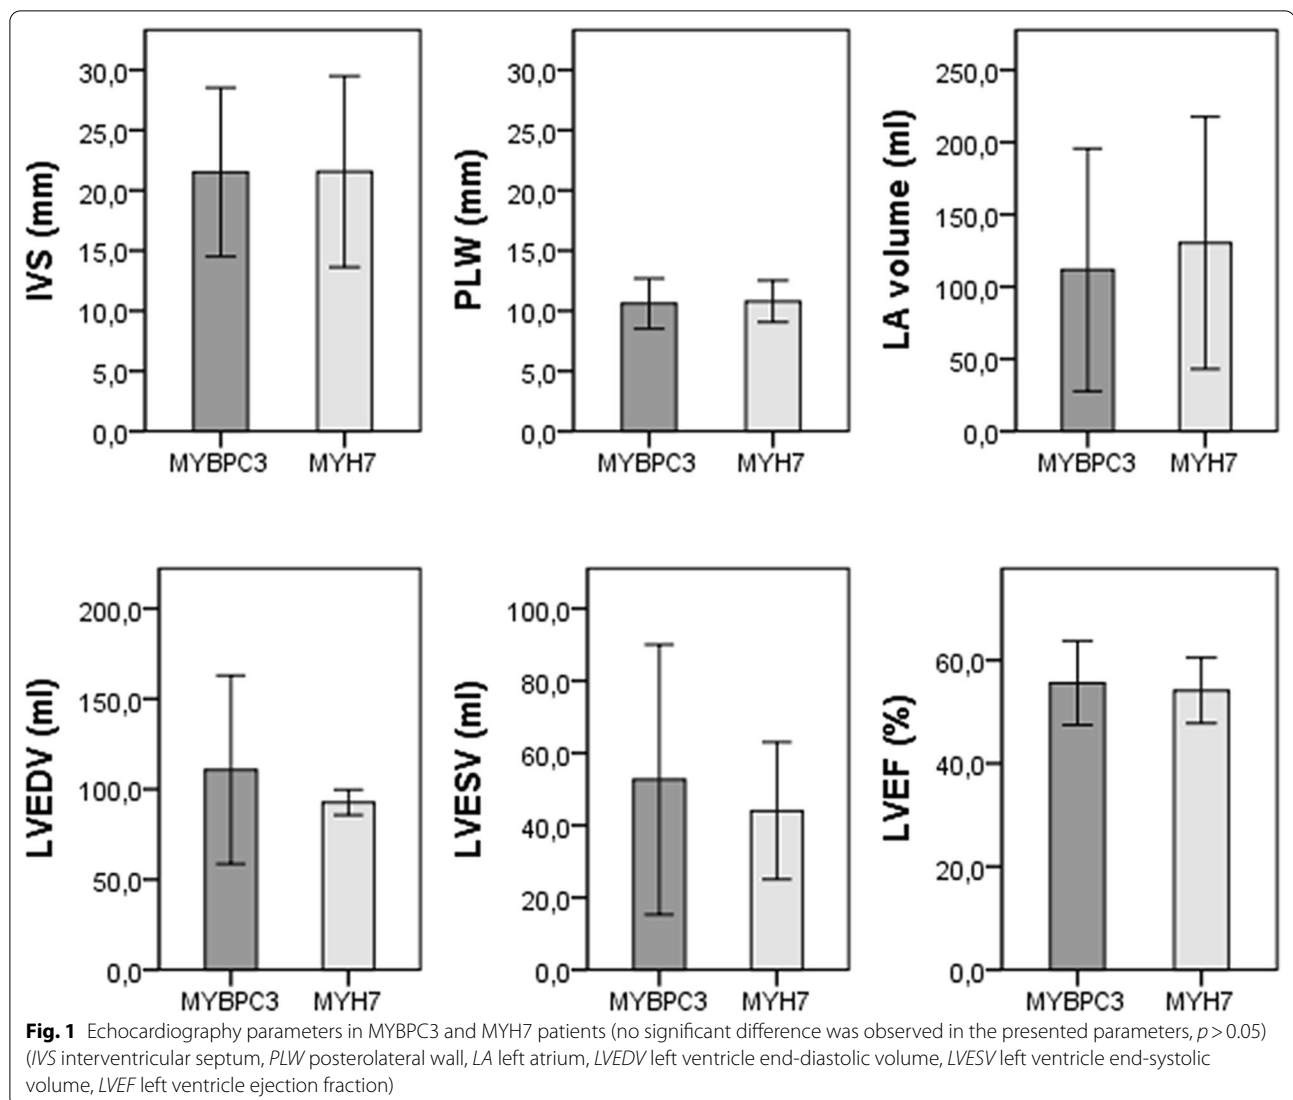 IVS (mm)
30,0
25,0
20,0
15,0
10,0
5,0
0,0
MYBPC3 MYH7
PLW (mm)
30,0
25,0
20,0
15,0
10,0
5,0
0,0
MYBPC3 MYH7
LA volume (ml)
250,0
200,0
150,0
100,0
50,0
0,0
MYBPC3 MYH7
LVEDV (ml)
200,0
150,0
100,0
50,0
0,0
MYBPC3 MYH7
LVESV (ml)
100,0
80,0
60,0
40,0
20,0
0,0
MYBPC3 MYH7
LVEF (%)
60,0
40,0
20,0
0,0
MYBPC3 MYH7
Fig. 1 Echocardiography parameters in MYBPC3 and MYH7 patients (no significant difference was observed in the presented parameters, p > 0.05)
(IVS interventricular septum, PLW posterolateral wall, LA left atrium, LVEDV left ventricle end-diastolic volume, LVESV left ventricle end-systolic
volume, LVEF left ventricle ejection fraction)